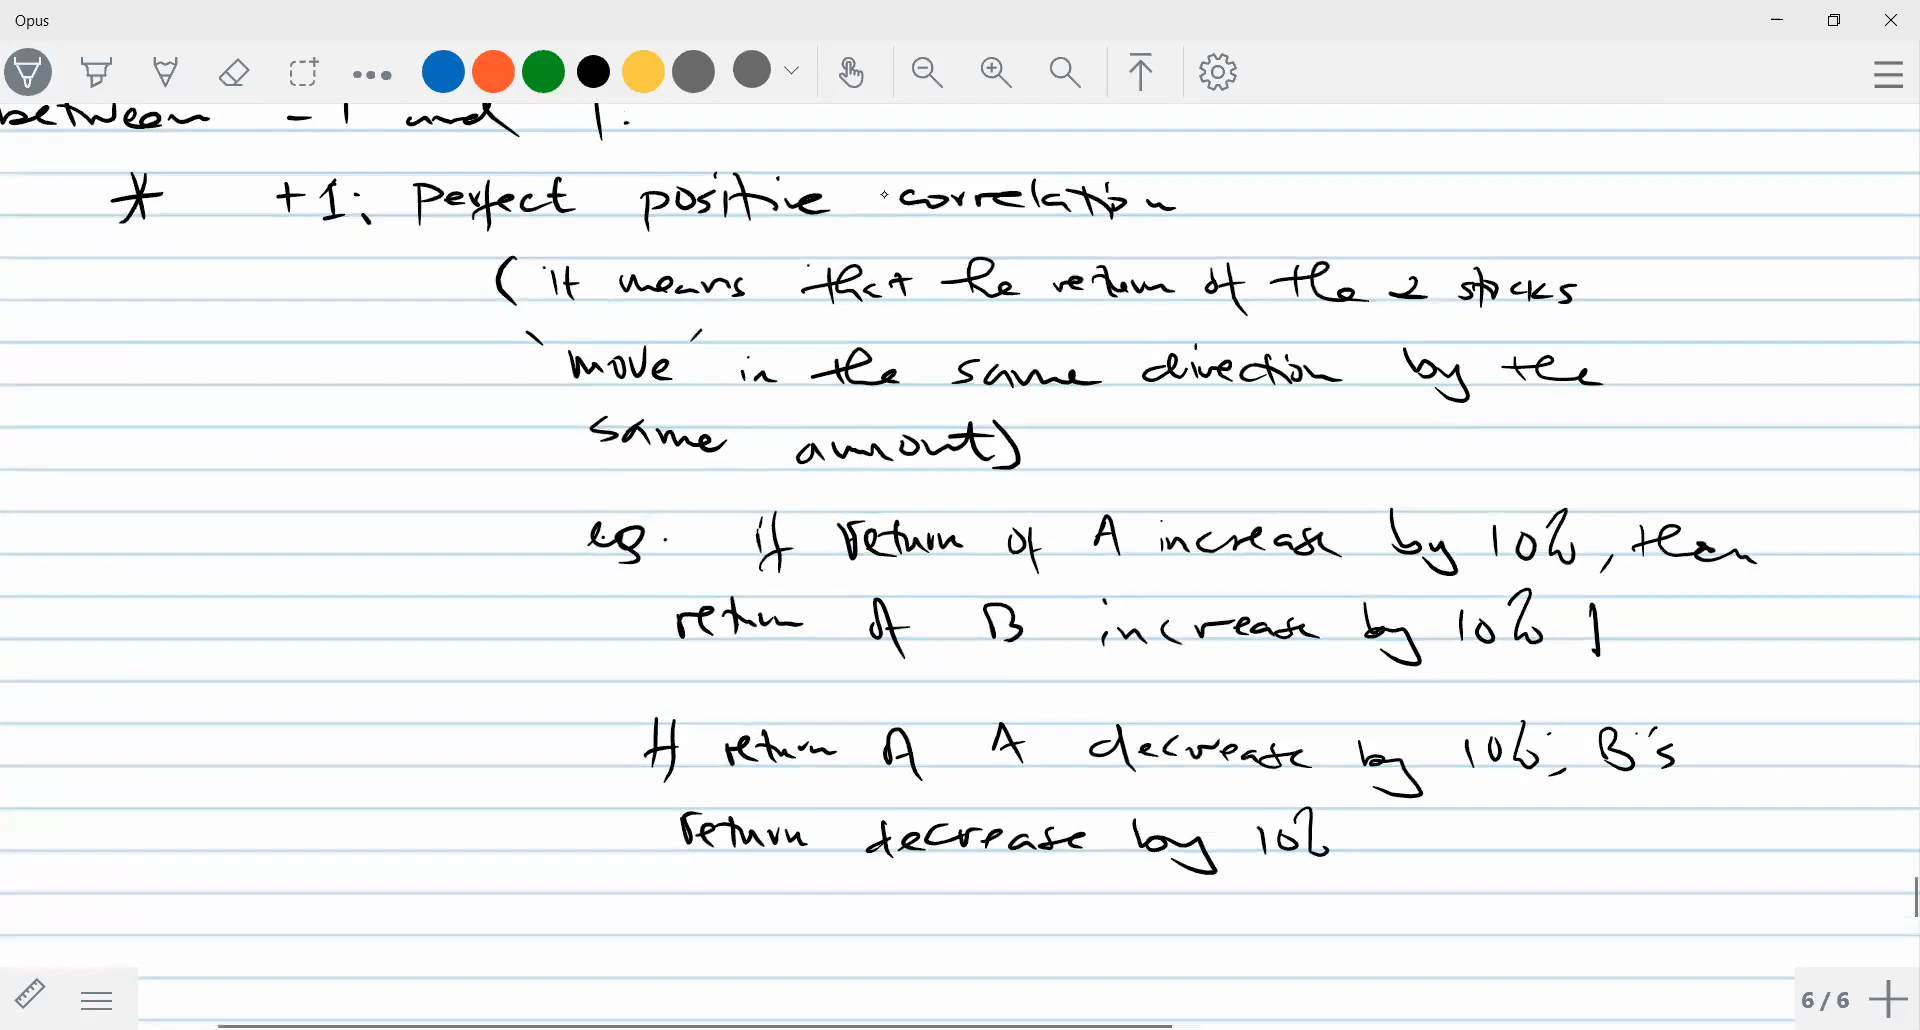 Opus
between -1 and 1.
* +1: Perfect positive correlation
(it means that the return of the 2 stocks
`move' in the same direction by the
same amount)
eg. if return of A increase by 10%, then
return of B increase by 10% ]
If return of A decrease by 10%; B's
return decrease by 10%
6 / 6